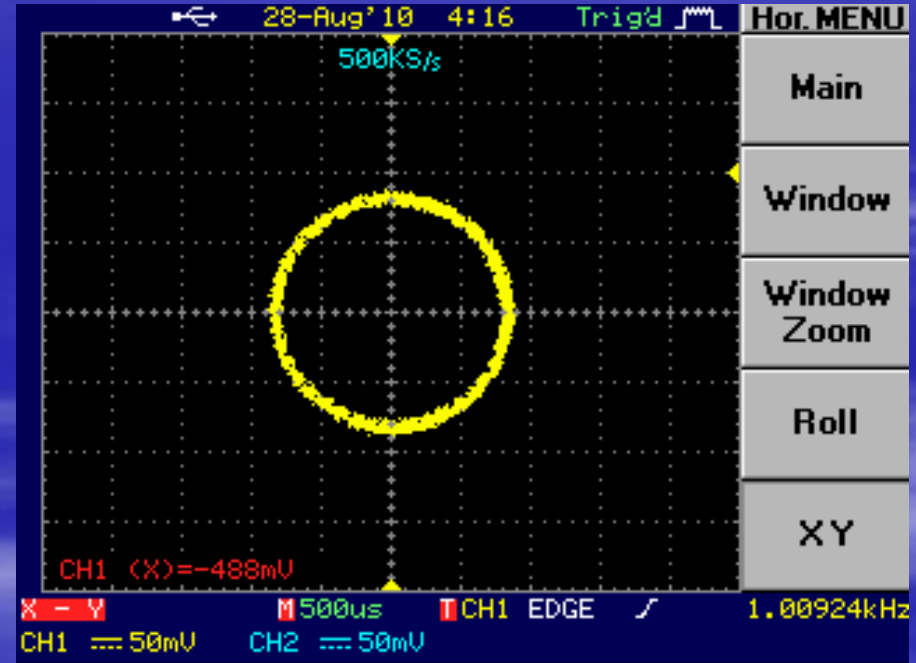 28-Aug'10 4:16 Trig'd Hor. MENU
500KS/s
Main
Window
Window
Zoom
Roll
XY
CH1 (X)=-488mV
X - Y M 500us T CH1 EDGE 1.00924kHz
CH1 50mV CH2 50mV